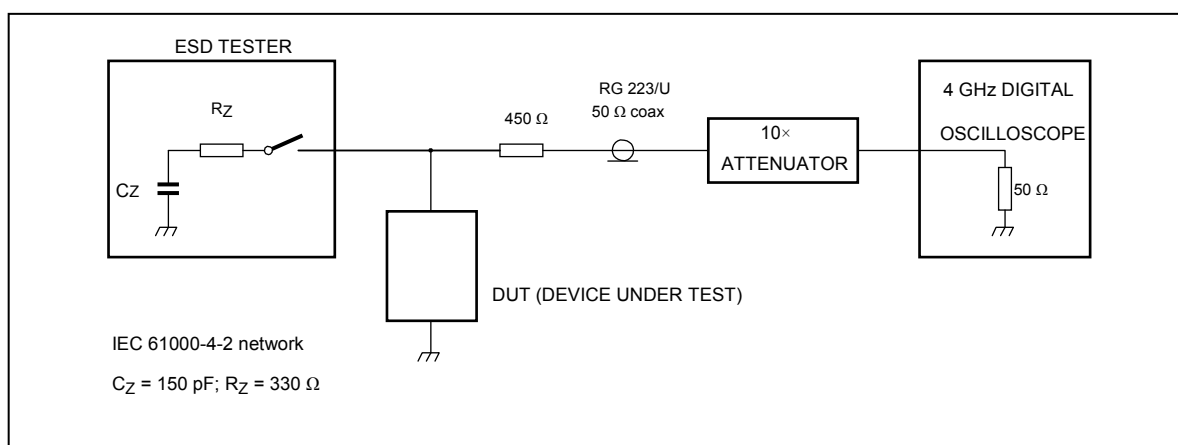 ESD TESTER
RZ
CZ
450 Ω
RG 223/U
50 Ω coax
10×
ATTENUATOR
4 GHz DIGITAL
OSCILLOSCOPE
50 Ω
DUT (DEVICE UNDER TEST)
IEC 61000-4-2 network
CZ = 150 pF; RZ = 330 Ω